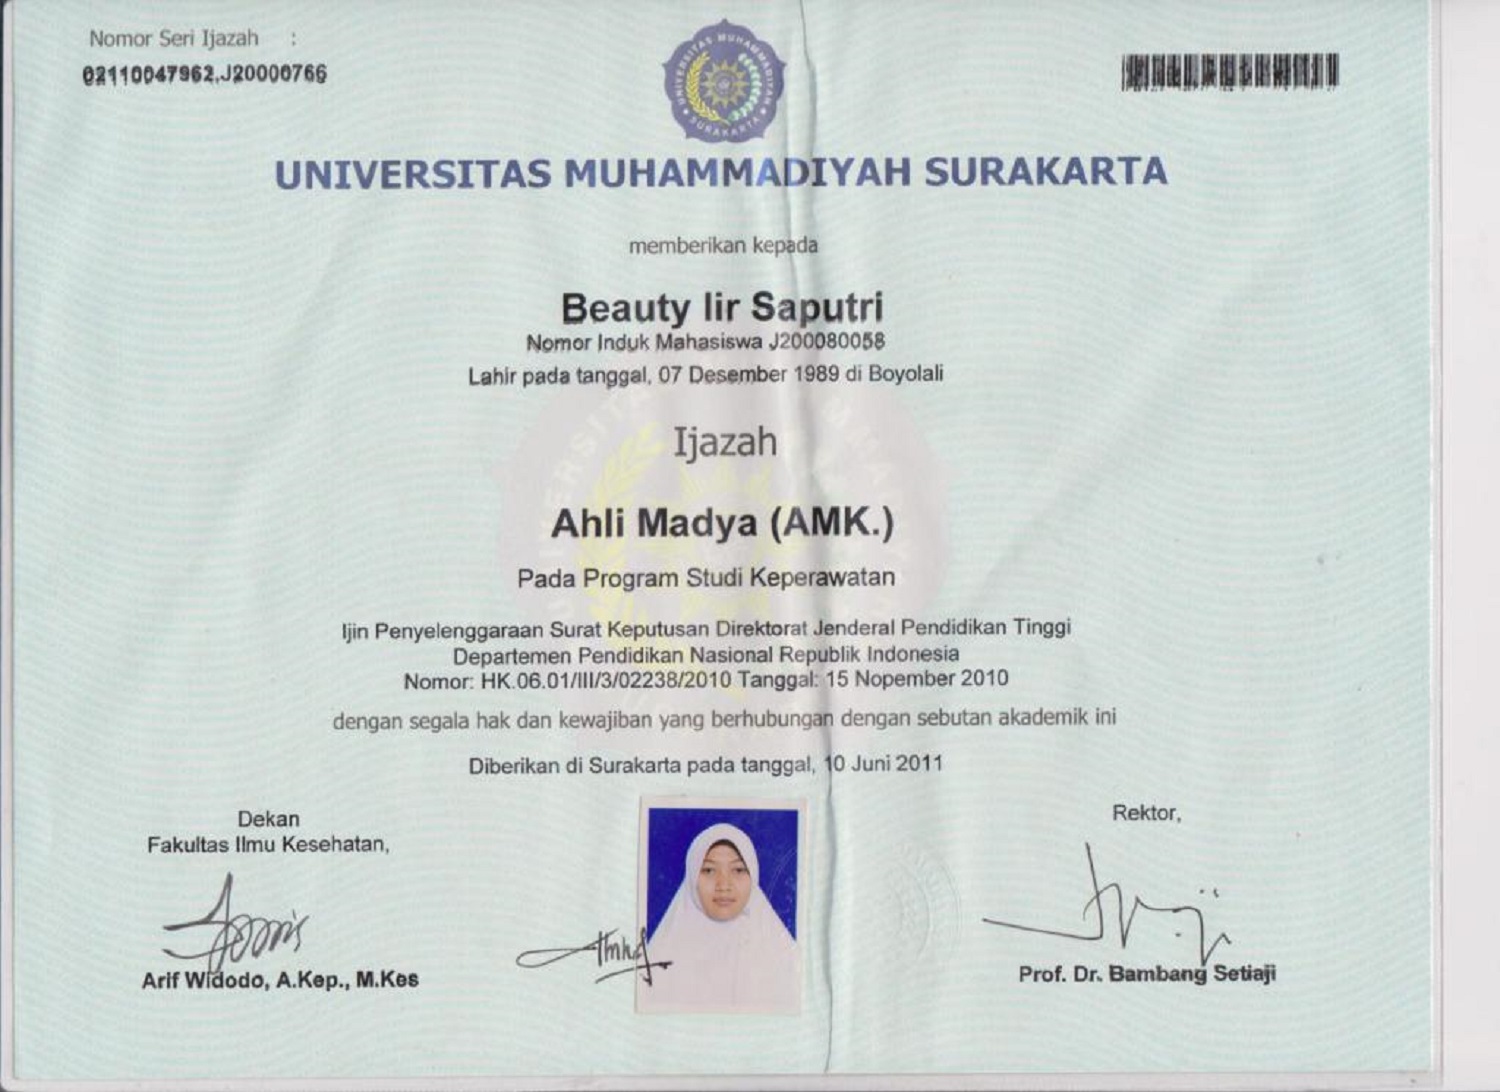 Nomor Seri Ijazah :
02110047962.J20000766
UNIVERSITAS MUHAMMADIYAH SURAKARTA
UNIVERSITAS MUHAMMADIYAH SURAKARTA
memberikan kepada
Beauty Iir Saputri
Nomor Induk Mahasiswa J200080058
Lahir pada tanggal, 07 Desember 1989 di Boyolali
Ijazah
Ahli Madya (AMK.)
Pada Program Studi Keperawatan
Ijin Penyelenggaraan Surat Keputusan Direktorat Jenderal Pendidikan Tinggi
Departemen Pendidikan Nasional Republik Indonesia
Nomor: HK.06.01/III/3/02238/2010 Tanggal: 15 Nopember 2010
dengan segala hak dan kewajiban yang berhubungan dengan sebutan akademik ini
Diberikan di Surakarta pada tanggal, 10 Juni 2011
Dekan
Fakultas Ilmu Kesehatan,
Arif Widodo, A.Kep., M.Kes
Rektor,
Prof. Dr. Bambang Setiaji